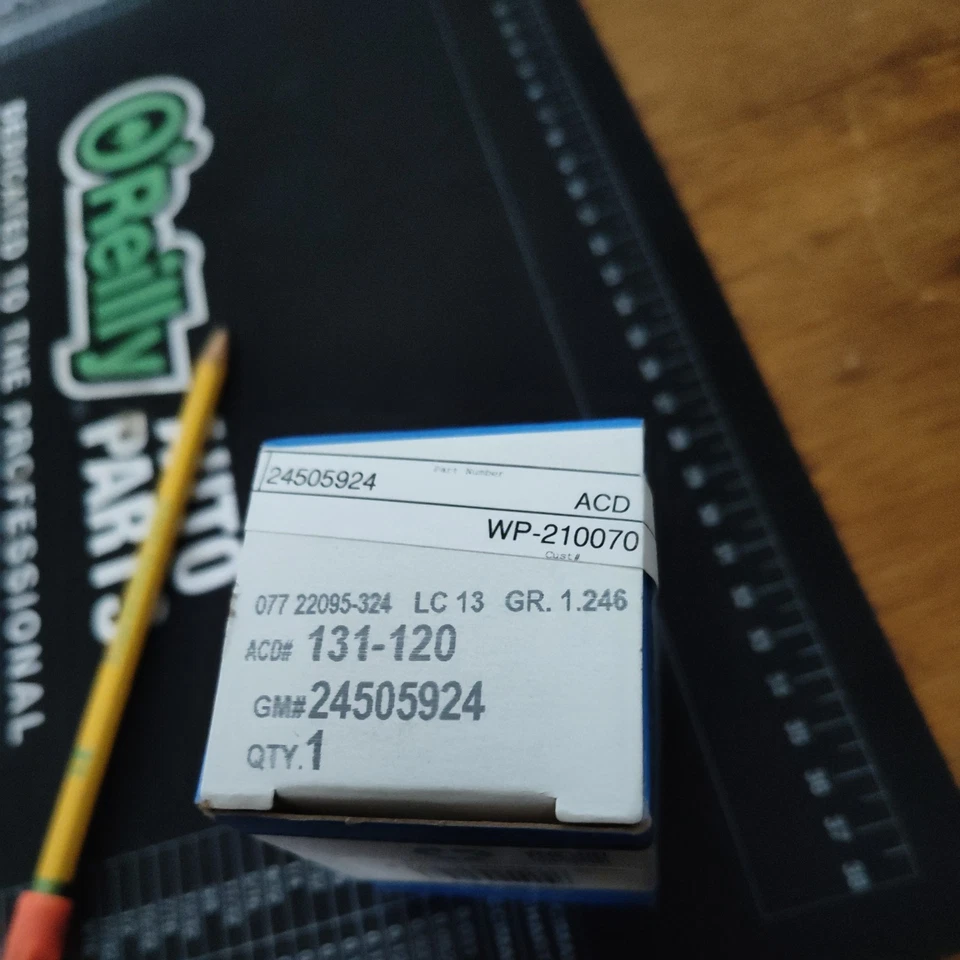 O'Reilly
AUTO
PARTS
DEDICATED TO THE PROFESSIONAL
Part Number
24505924
ACD
WP-210070
Cust#
077 22095-324 LC 13 GR. 1.246
ACD# 131-120
GM#24505924
QTY.1